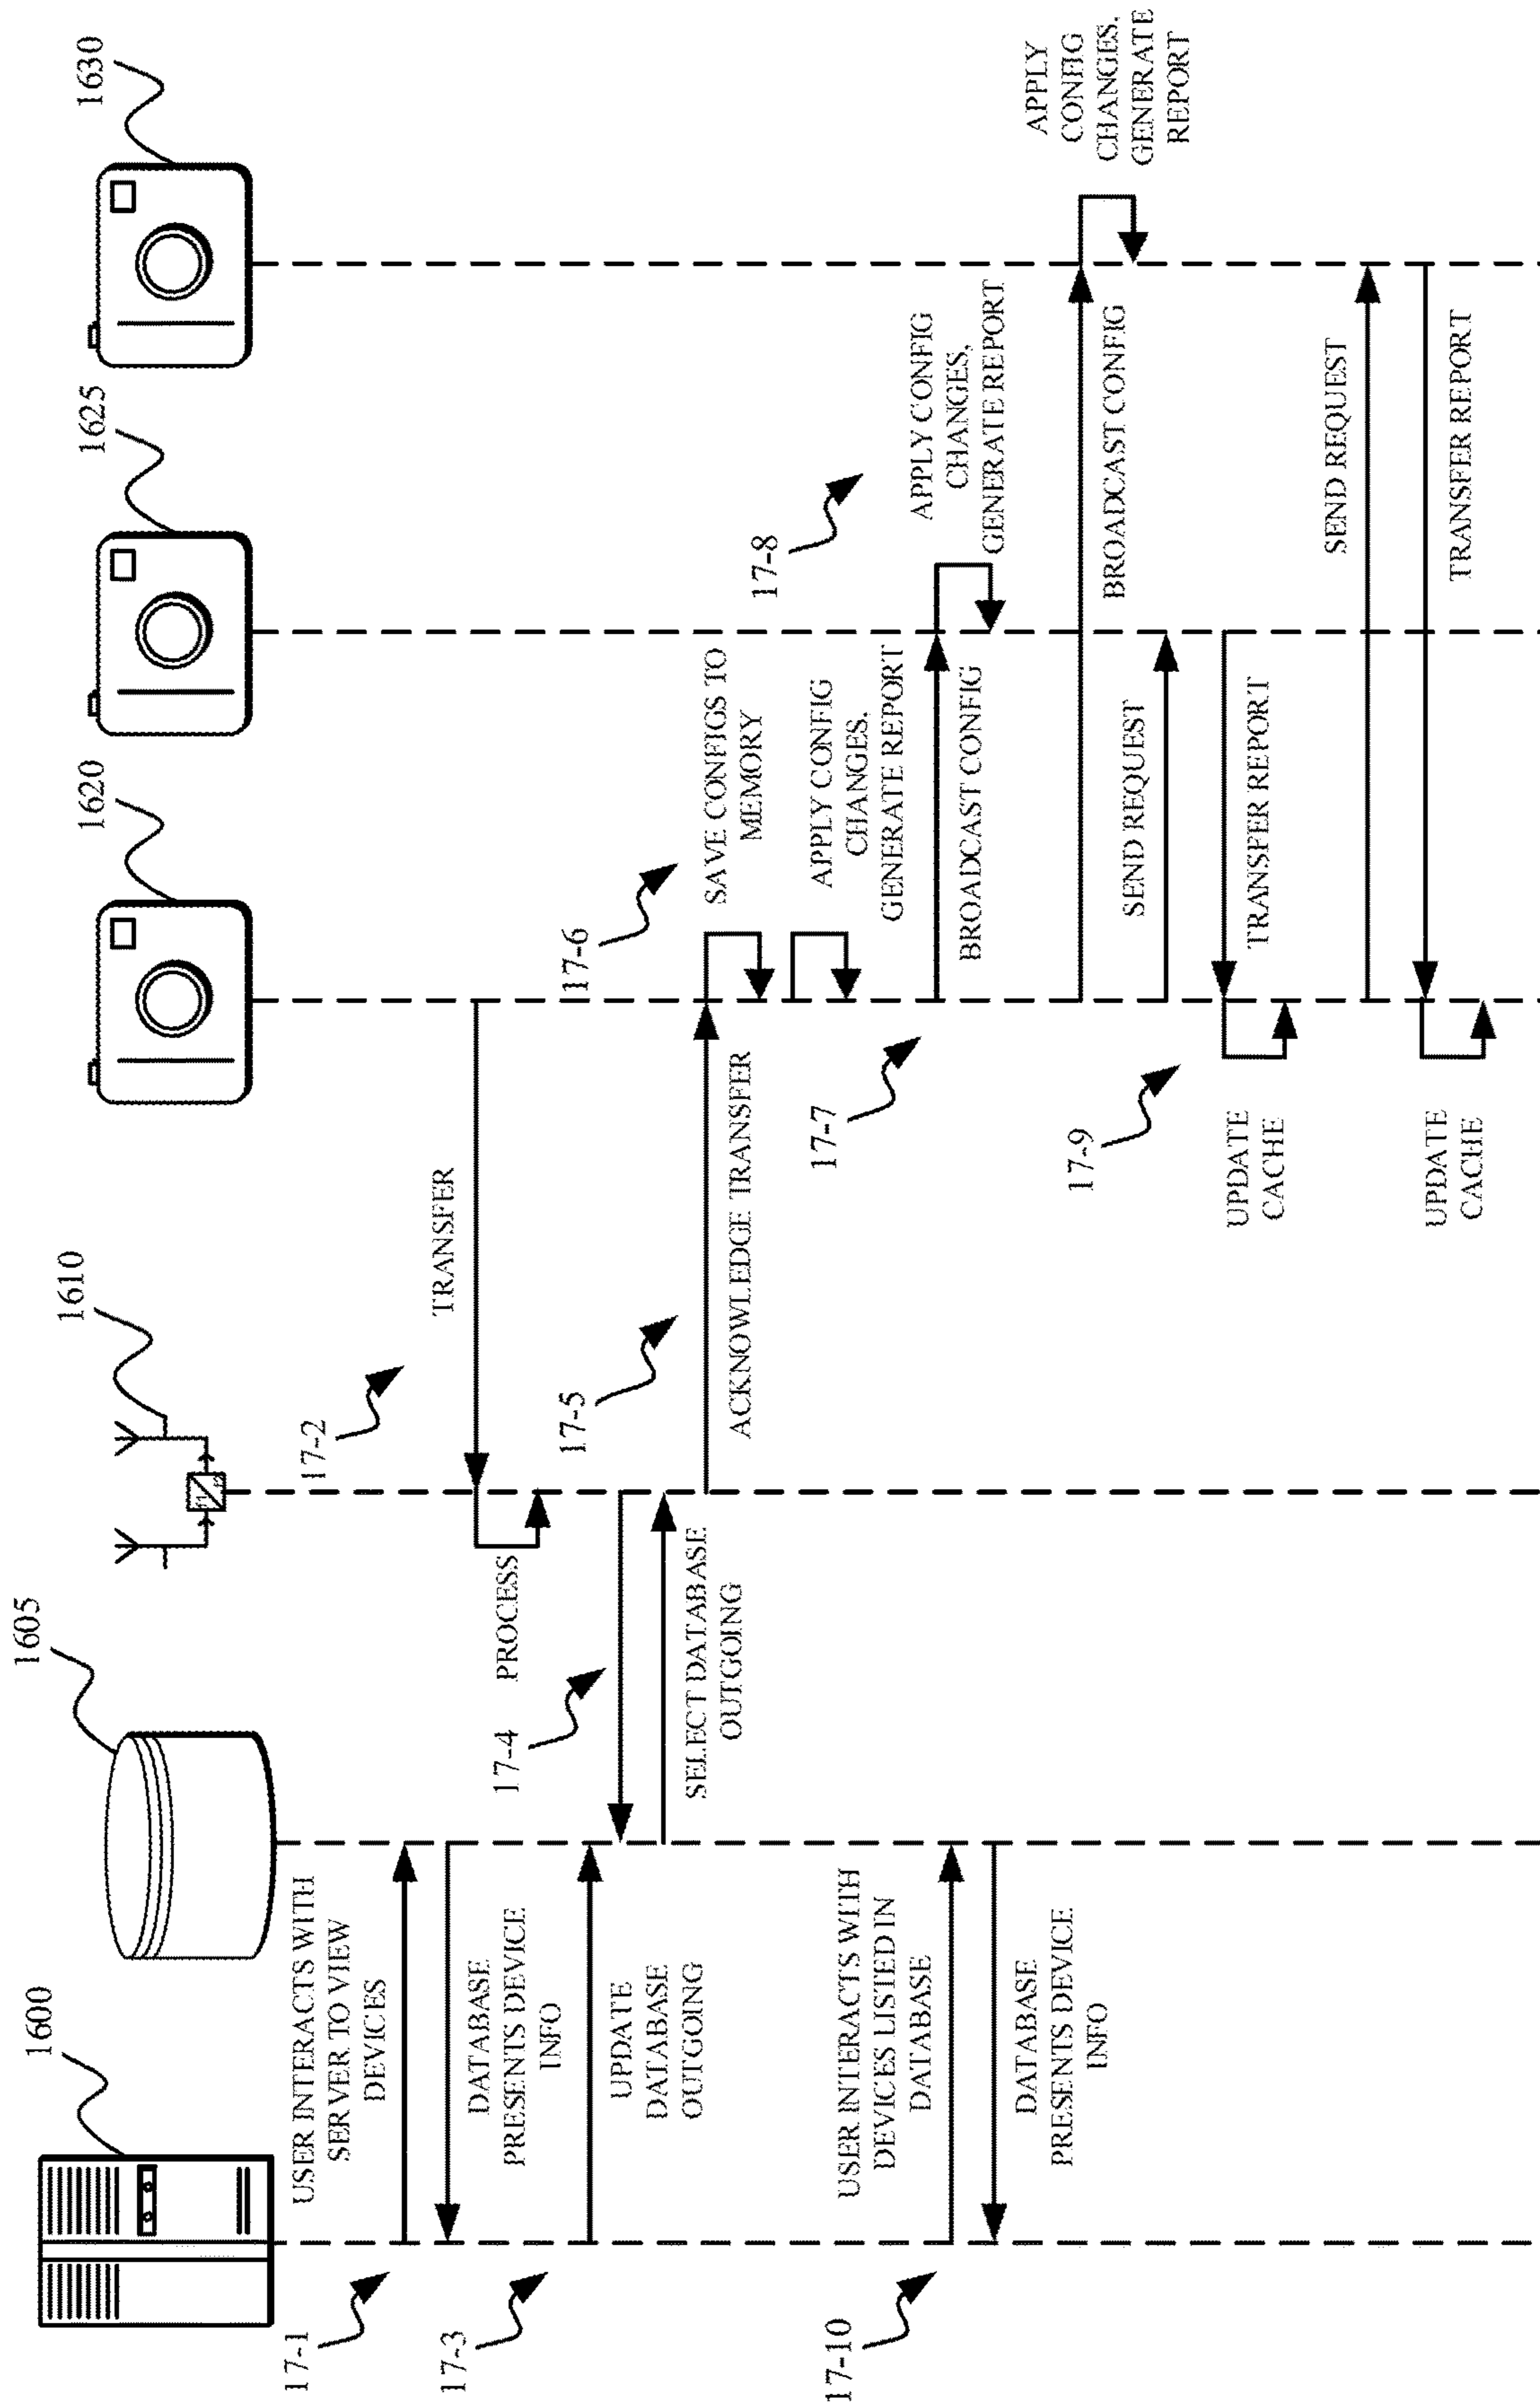 1600
1605
1610
1620
1625
1630
17-1
USER INTERACTS WITH
SERVER TO VIEW
DEVICES
DATABASE
PRESENTS DEVICE
INFO
17-3
UPDATE
DATABASE
OUTGOING
17-2
TRANSFER
PROCESS
17-4
SELECT DATABASE
OUTGOING
17-5
ACKNOWLEDGE TRANSFER
17-6
SAVE CONFIGS TO
MEMORY
APPLY CONFIG
CHANGES.
GENERATE REPORT
17-7
BROADCAST CONFIG
17-8
APPLY CONFIG
CHANGES,
GENERATE REPORT
BROADCAST CONFIG
APPLY
CONFIG
CHANGES.
GENERATE
REPORT
17-10
USER INTERACTS WITH
DEVICES LISTED IN
DATABASE
DATABASE
PRESENTS DEVICE
INFO
17-9
SEND REQUEST
TRANSFER REPORT
UPDATE
CACHE
SEND REQUEST
TRANSFER REPORT
UPDATE
CACHE